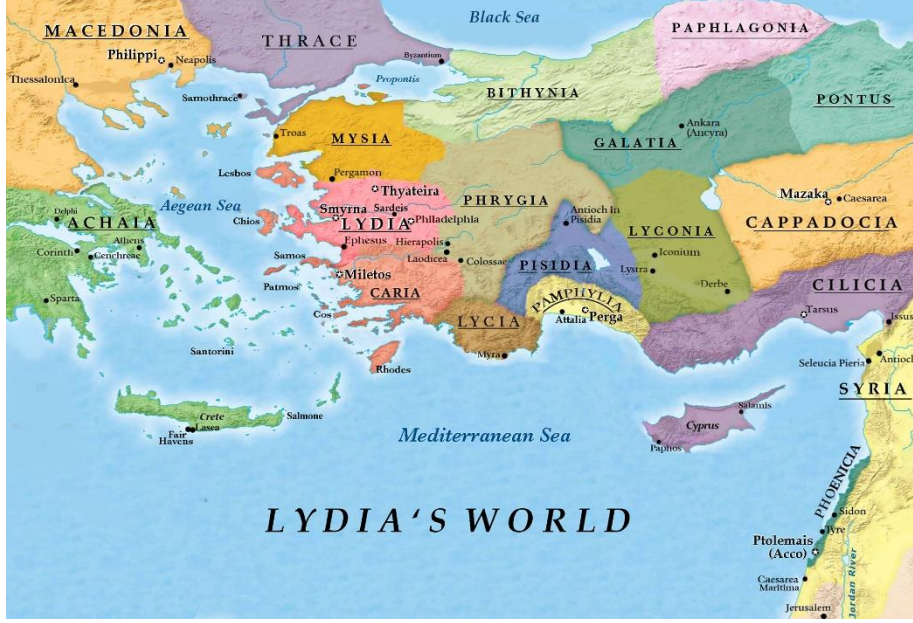 Black Sea
MACEDONIA
Philippi
Neapolis
Thessalonica
THRACE
Byzantium
Samothrace
Propontis
PAPHLAGONIA
BITHYNIA
PONTUS
Ankara
(Ancyra)
GALATIA
Troas
MYSIA
Pergamon
Lesbos
Aegean Sea
Thyateira
Smyrna
Sardeis
Philadelphia
LYDIA
Chios
Ephesus
PHRYGIA
Antioch In
Pisidia
Hierapolis
Laodicea
Colossae
LYCONIA
Iconium
Lystra
Derbe
Mazaka
Caesarea
CAPPADOCIA
Delphi
ACHAIA
Athens
Corinth
Cenchreae
Sparta
Samos
Patmos
Miletos
CARIA
Cos
PISIDIA
PAMPHYLIA
Attalia
Perga
LYCIA
Myra
CILICIA
Tarsus
Issus
Santorini
Rhodes
Seleucia Pieria
Antioch
SYRIA
Crete
Lasea
Fair
Havens
Salmone
Mediterranean Sea
Salamis
Cyprus
Paphos
PHOENICIA
Sidon
Tyre
Ptolemais
(Acco)
LYDIA'S WORLD
Caesarea
Maritima
Jordan River
Jerusalem